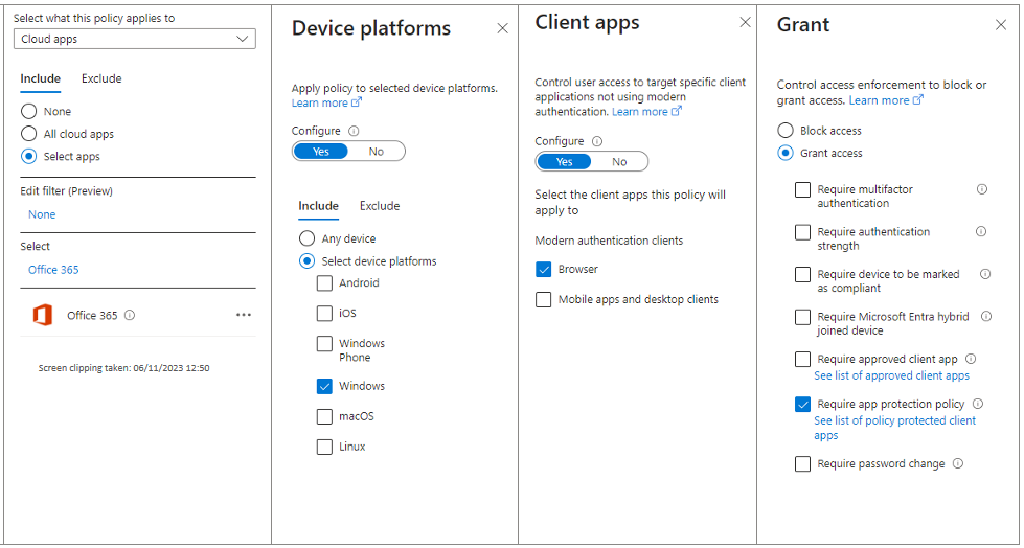 Select what this policy applies to
Cloud apps
Include Exclude
None
All cloud apps
Select apps
Edit filter (Preview)
None
Select
Office 365
Office 365
Screen clipping taken: 06/11/2023 12:50
Device platforms
Apply policy to selected device platforms.
Learn more
Configure
Yes No
Include Exclude
Any device
Select device platforms
Android
iOS
Windows
Phone
Windows
macOS
Linux
Client apps
Control user access to target specific client
applications not using modern
authentication. Learn more
Configure
Yes No
Select the client apps this policy will
apply to
Modern authentication clients
Browser
Mobile apps and desktop clients
Grant
Control access enforcement to block or
grant access. Learn more
Block access
Grant access
Require multifactor
authentication
Require authentication
strength
Require device to be marked
as compliant
Require Microsoft Entra hybrid
joined device
Require approved client app
See list of approved client apps
Require app protection policy
See list of policy protected client
apps
Require password change